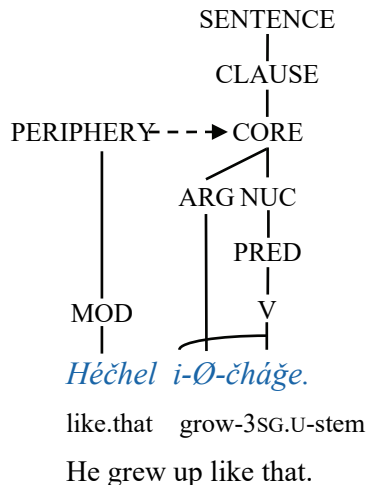 SENTENCE
CLAUSE
PERIPHERY CORE
ARG NUC
PRED
MOD V
Héčhel i-Ø-čháǧe.
like.that grow-3SG.U-stem
He grew up like that.